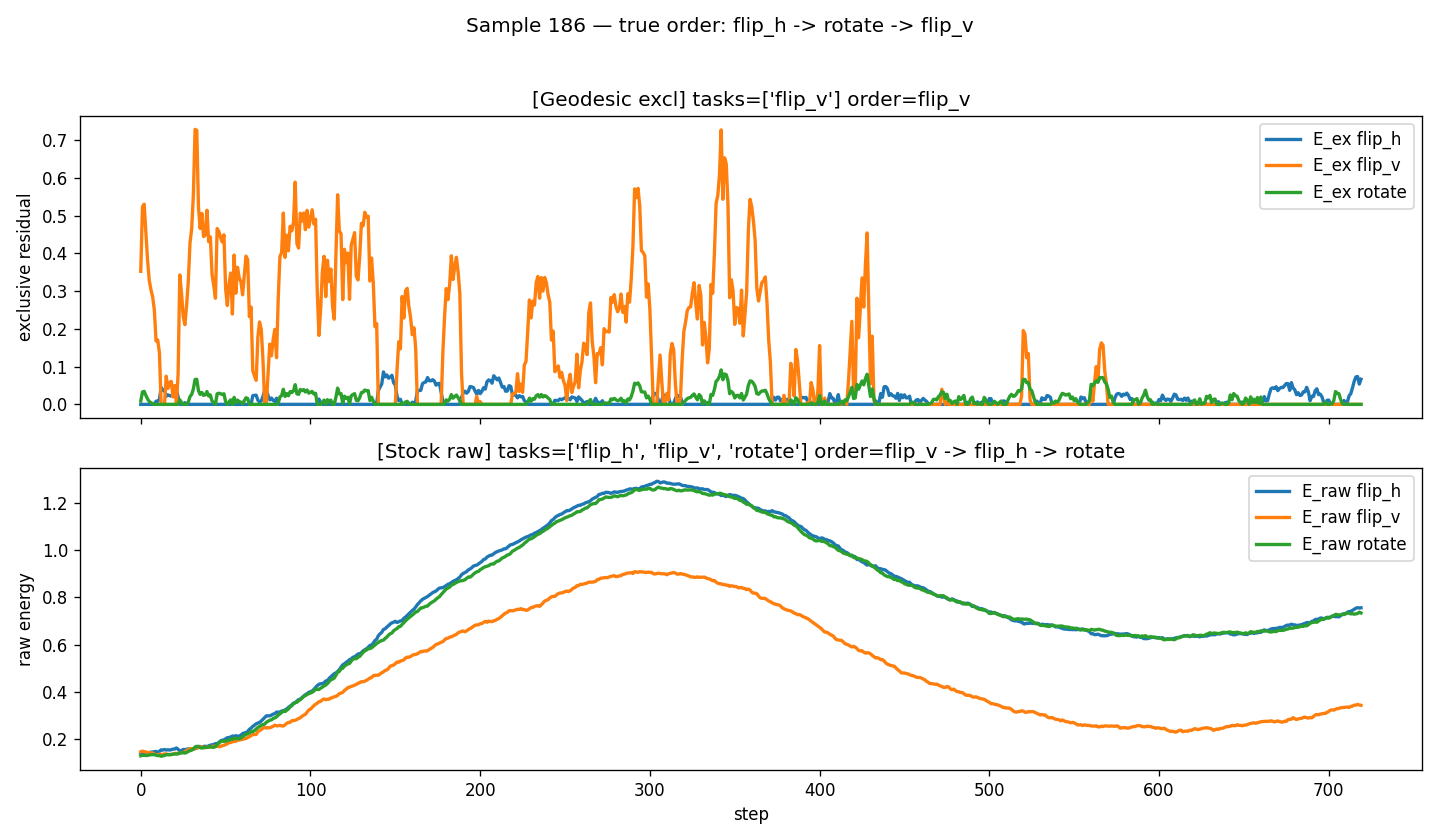 Sample 186 — true order: flip_h -> rotate -> flip_v
[Geodesic excl] tasks=['flip_v'] order=flip_v
exclusive residual
0.7
0.6
0.5
0.4
0.3
0.2
0.1
0.0
E_ex flip_h
E_ex flip_v
E_ex rotate
[Stock raw] tasks=['flip_h', 'flip_v', 'rotate'] order=flip_v -> flip_h -> rotate
raw energy
1.2
1.0
0.8
0.6
0.4
0.2
E_raw flip_h
E_raw flip_v
E_raw rotate
0 100 200 300 400 500 600 700
step